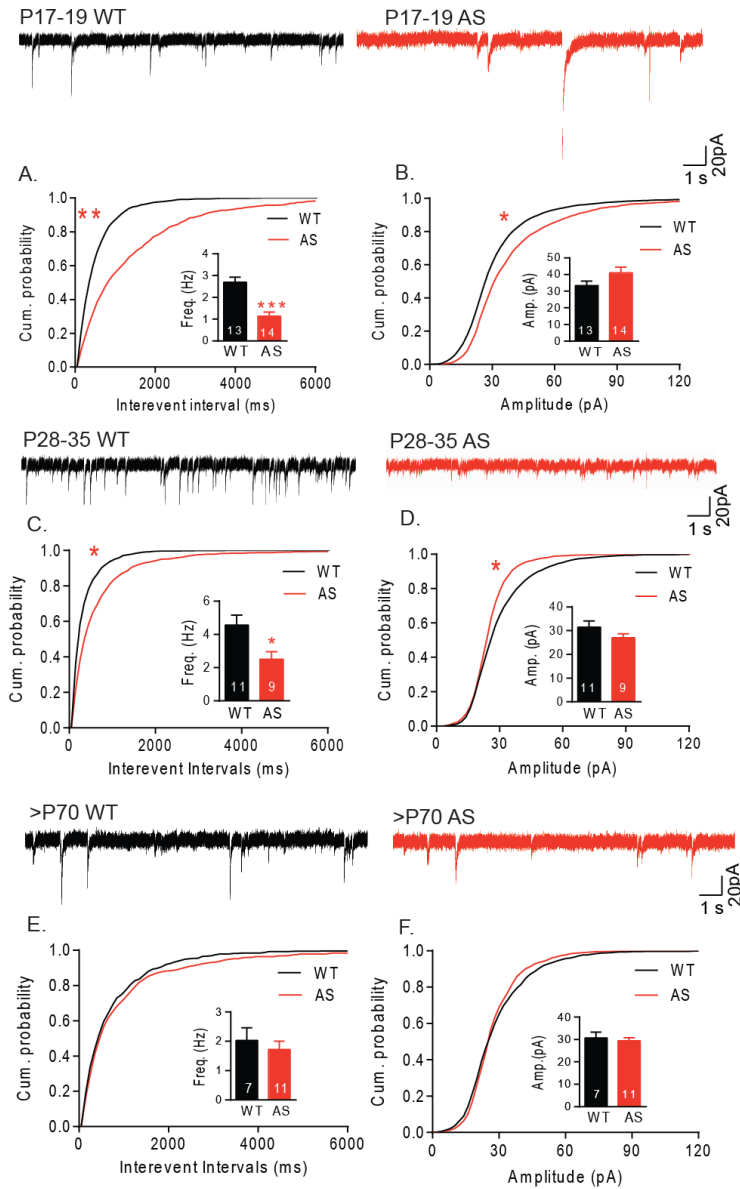 P17-19 WT
P17-19 AS
1 s
20pA
A.
B.
Cum. probability
1.0
0.8
0.6
0.4
0.2
0.0
**
WT
AS
Freq. (Hz)
4
3
2
1
0
***
13
14
WT AS
0 2000 4000 6000
Interevent interval (ms)
Cum. probability
1.0
0.8
0.6
0.4
0.2
0.0
*
WT
AS
Amp. (pA)
50
40
30
20
10
0
13
14
WT AS
0 30 60 90 120
Amplitude (pA)
P28-35 WT
P28-35 AS
1 s
20pA
C.
D.
Cum. probability
1.0
0.8
0.6
0.4
0.2
0.0
*
WT
AS
Freq. (Hz)
6
4
2
0
*
11
9
WT AS
0 2000 4000 6000
Interevent Intervals (ms)
Cum. probability
1.0
0.8
0.6
0.4
0.2
0.0
*
WT
AS
Amp. (pA)
40
30
20
10
0
11
9
WT AS
0 30 60 90 120
Amplitude (pA)
>P70 WT
>P70 AS
1 s
20pA
E.
F.
Cum. probability
1.0
0.8
0.6
0.4
0.2
0.0
WT
AS
Freq. (Hz)
3
2
1
0
7
11
WT AS
0 2000 4000 6000
Interevent Intervals (ms)
Cum. probability
1.0
0.8
0.6
0.4
0.2
0.0
WT
AS
Amp.(pA)
40
30
20
10
0
7
11
WT AS
0 30 60 90 120
Amplitude (pA)